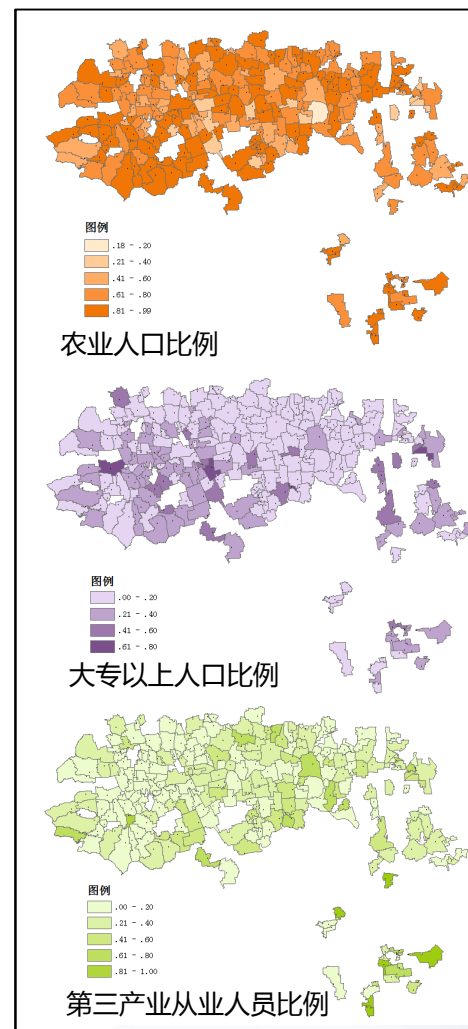 图例
.18 - .20
.21 - .40
.41 - .60
.61 - .80
.81 - .99
农业人口比例
图例
.00 - .20
.21 - .40
.41 - .60
.61 - .80
大专以上人口比例
图例
.00 - .20
.21 - .40
.41 - .60
.61 - .80
.81 - 1.00
第三产业从业人员比例